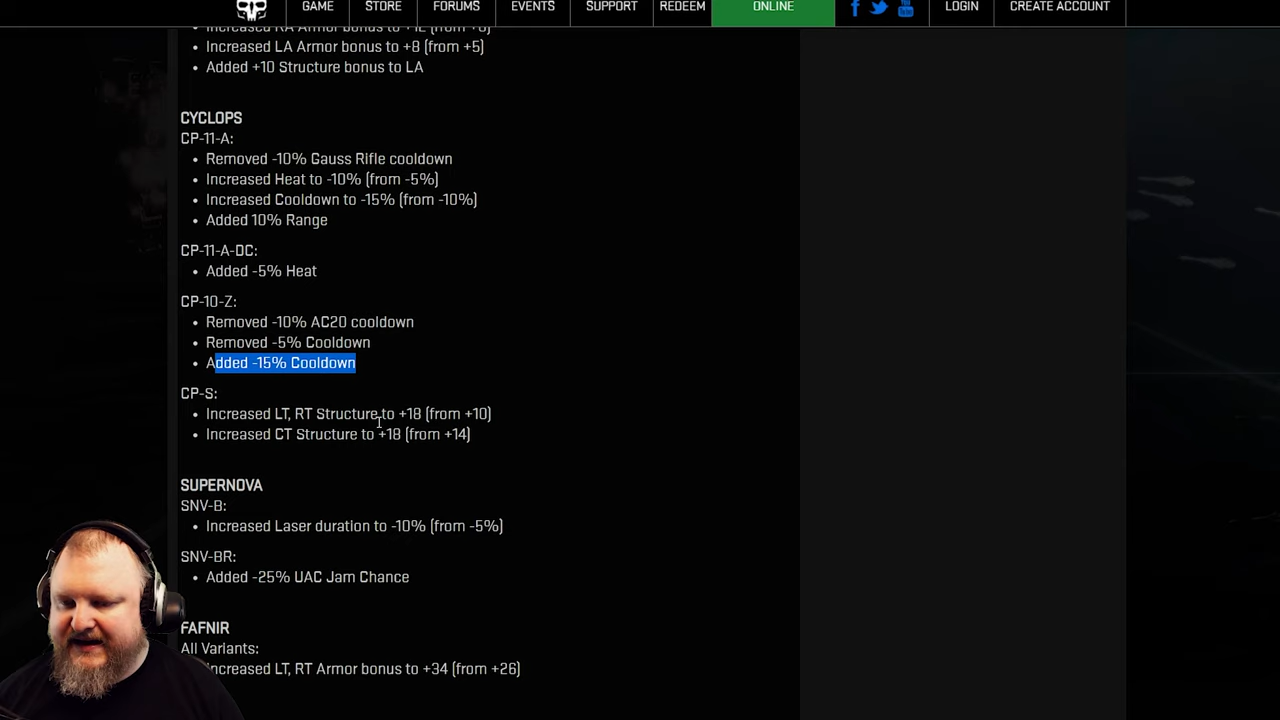 GAME STORE FORUMS EVENTS SUPPORT REDEEM ONLINE LOGIN CREATE ACCOUNT
• Increased LA Armor bonus to +8 (from +5)
• Added +10 Structure bonus to LA
CYCLOPS
CP-11-A:
• Removed -10% Gauss Rifle cooldown
• Increased Heat to -10% (from -5%)
• Increased Cooldown to -15% (from -10%)
• Added 10% Range
CP-11-A-DC:
• Added -5% Heat
CP-10-Z:
• Removed -10% AC20 cooldown
• Removed -5% Cooldown
• Added -15% Cooldown
CP-S:
• Increased LT, RT Structure to +18 (from +10)
• Increased CT Structure to +18 (from +14)
SUPERNOVA
SNV-B:
• Increased Laser duration to -10% (from -5%)
SNV-BR:
• Added -25% UAC Jam Chance
FAFNIR
All Variants:
Increased LT, RT Armor bonus to +34 (from +26)